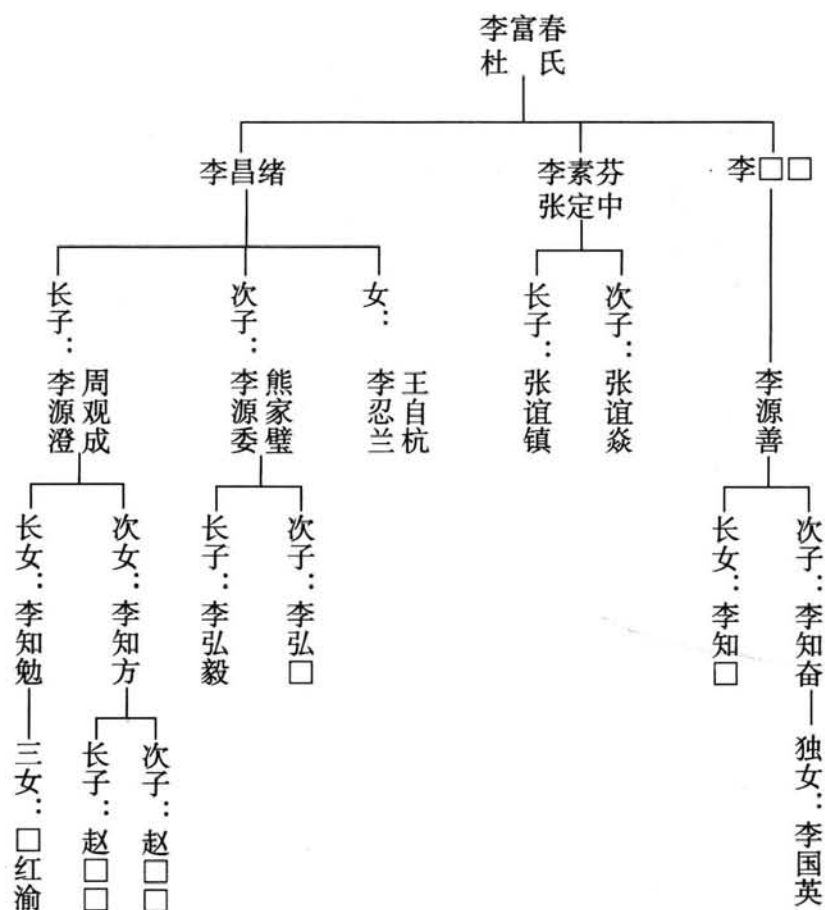 李富春
杜 氏
李昌绪
李素芬
张定中
李□□
长子：李源澄
周观成
次子：李源委
熊家璧
女：李忍兰
王自杭
长子：张谊镇
次子：张谊焱
李源善
长女：李知勉
次女：李知方
长子：李弘毅
次子：李弘□
长女：李知□
次子：李知奋
三女：□红渝
长子：赵□□
次子：赵□□
独女：李国英